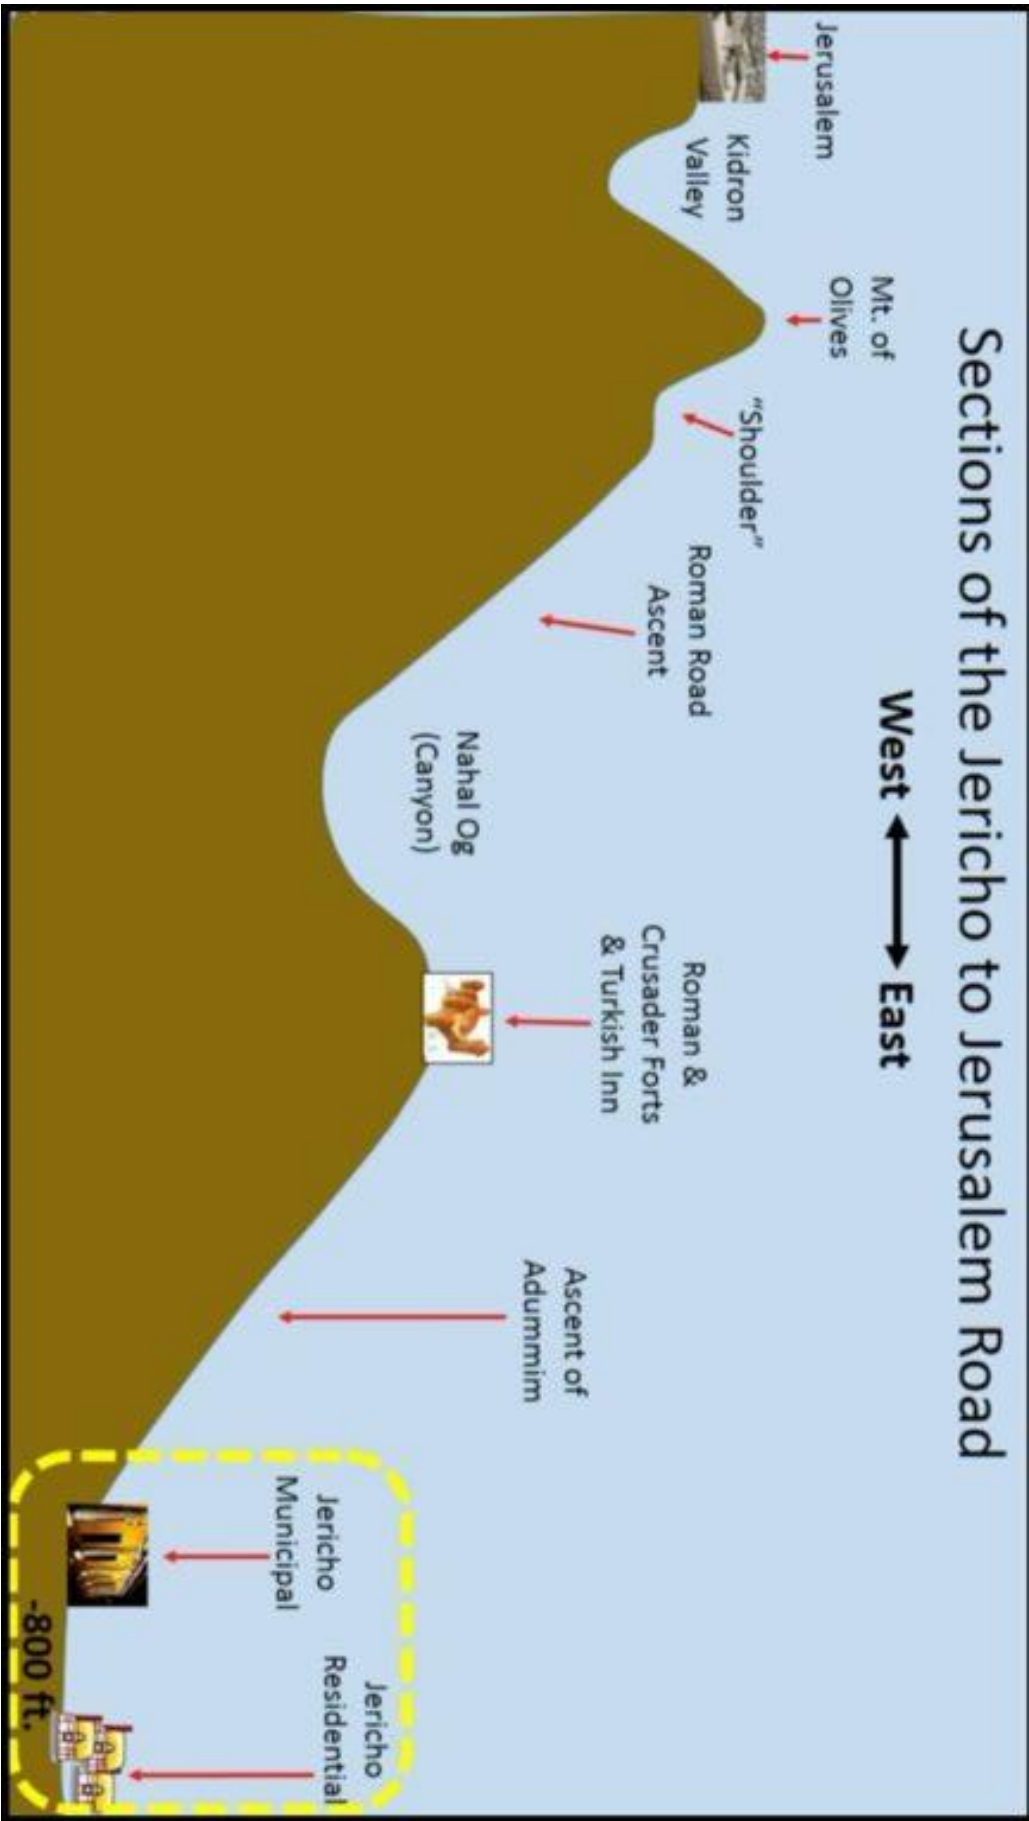 Sections of the Jericho to Jerusalem Road
West East
Jerusalem
Kidron
Valley
Mt. of
Olives
"Shoulder"
Roman Road
Ascent
Nahal Og
(Canyon)
Roman &
Crusader Forts
& Turkish Inn
Ascent of
Adummim
Jericho
Municipal
Jericho
Residential
-800 ft.